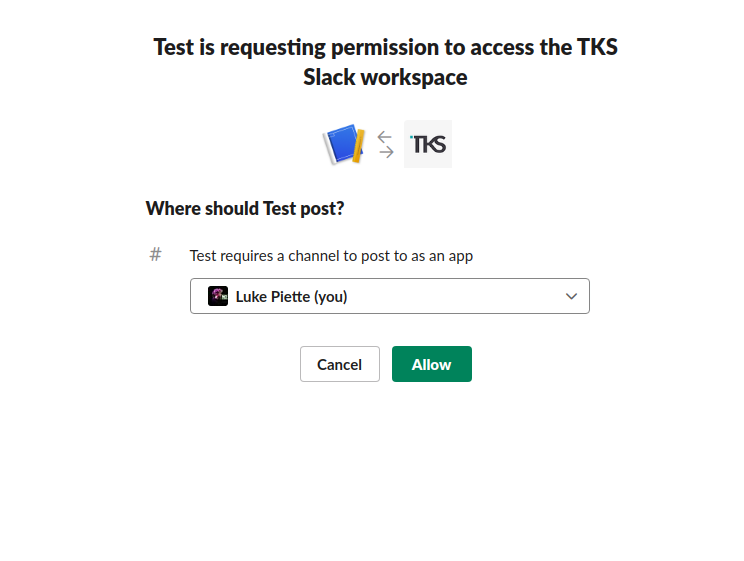 Test is requesting permission to access the TKS
Slack workspace
TKS
Where should Test post?
# Test requires a channel to post to as an app
Luke Piette (you)
Cancel Allow